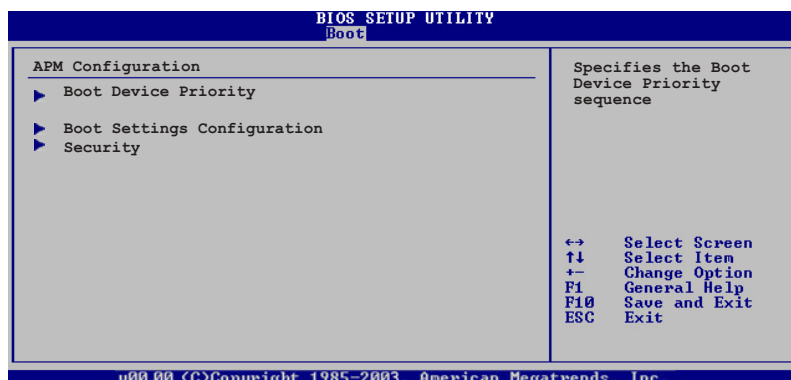 BIOS SETUP UTILITY
Boot
APM Configuration
Boot Device Priority
Boot Settings Configuration
Security
Specifies the Boot
Device Priority
sequence
←→ Select Screen
↑↓ Select Item
+- Change Option
F1 General Help
F10 Save and Exit
ESC Exit
v00.00 (C)Copyright 1985-2003, American Megatrends, Inc.